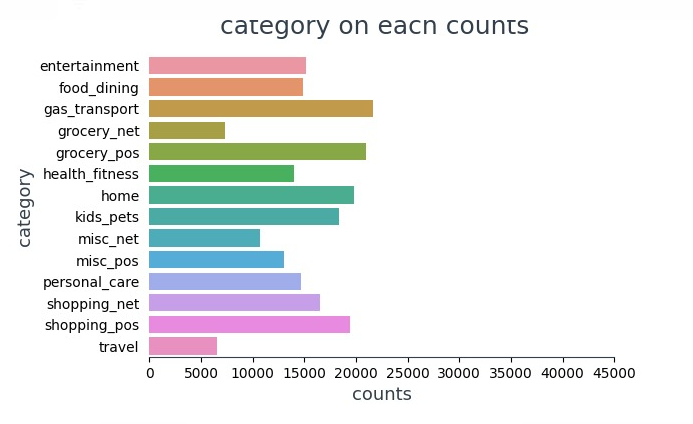 category on each counts
entertainment
food_dining
gas_transport
grocery_net
grocery_pos
health_fitness
home
kids_pets
misc_net
misc_pos
personal_care
shopping_net
shopping_pos
travel
category
0 5000 10000 15000 20000 25000 30000 35000 40000 45000
counts